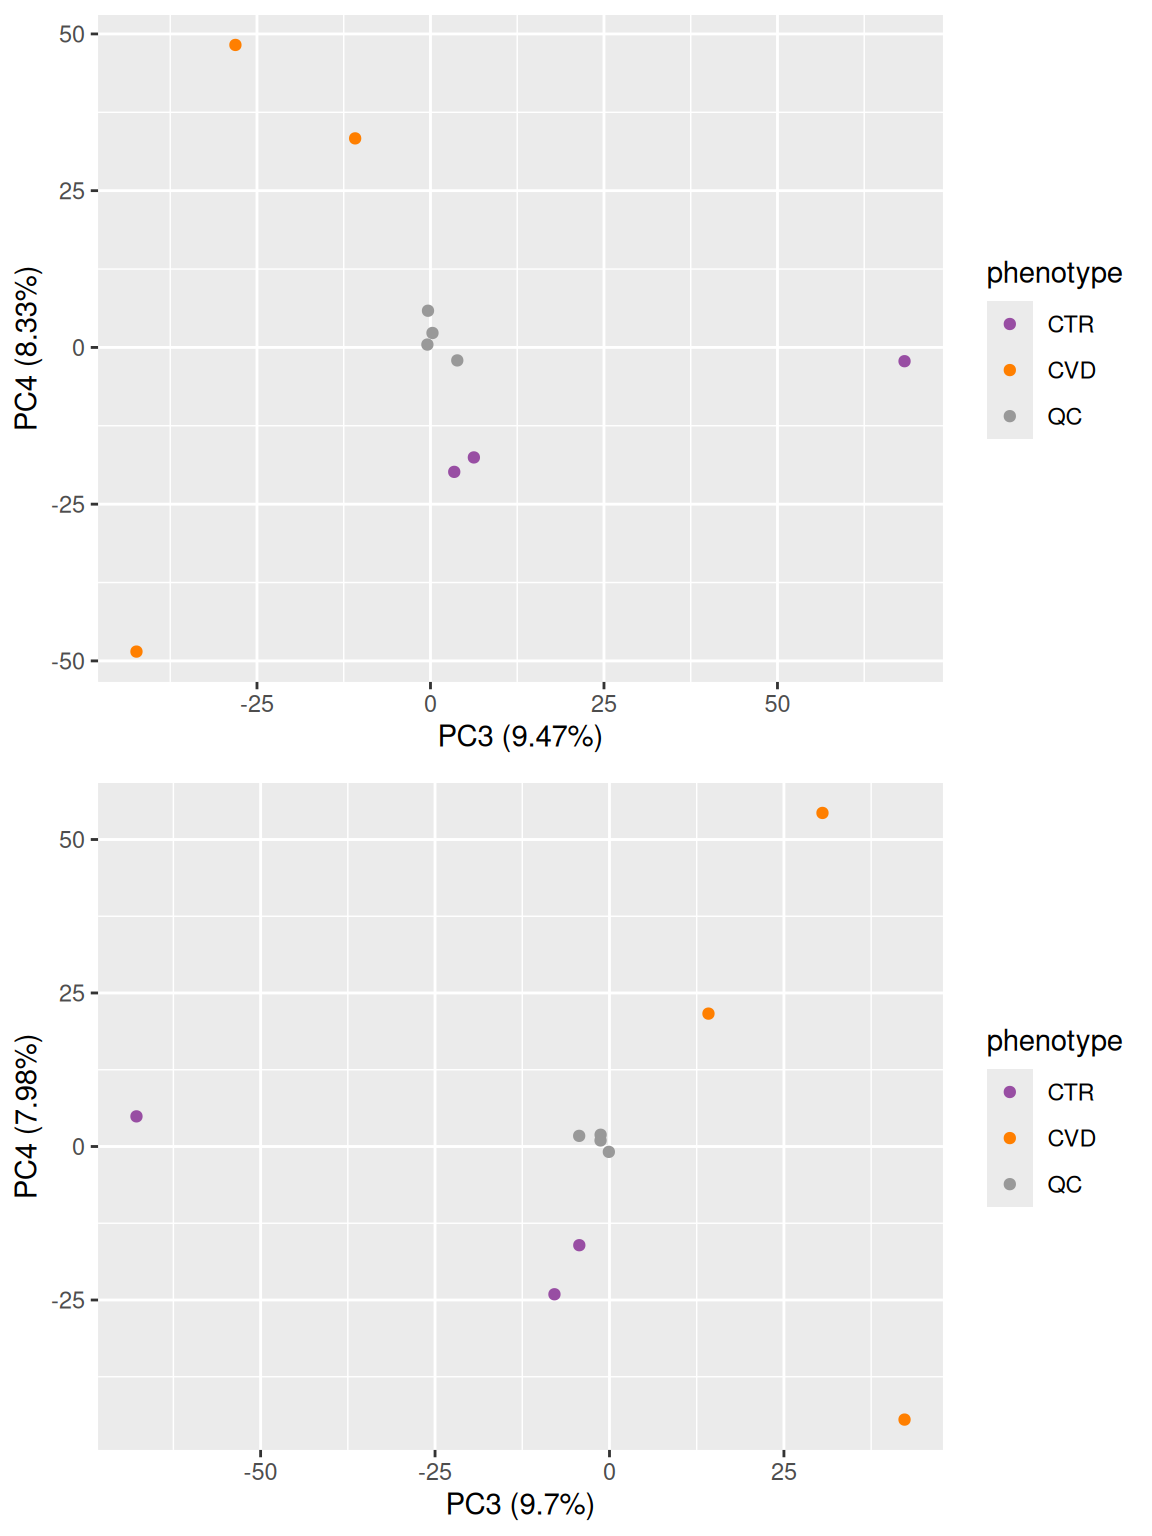 50
25
0
-25
-50
PC4 (8.33%)
-25 0 25 50
PC3 (9.47%)
phenotype
CTR
CVD
QC
50
25
0
-25
PC4 (7.98%)
-50 -25 0 25
PC3 (9.7%)
phenotype
CTR
CVD
QC